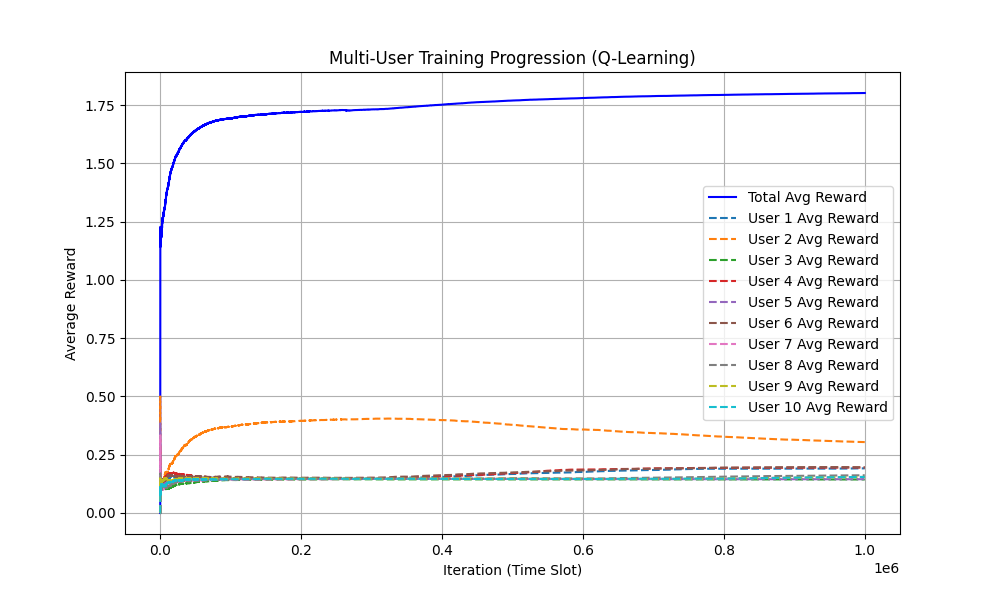 Multi-User Training Progression (Q-Learning)
Average Reward
1.75
1.50
1.25
1.00
0.75
0.50
0.25
0.00
Total Avg Reward
User 1 Avg Reward
User 2 Avg Reward
User 3 Avg Reward
User 4 Avg Reward
User 5 Avg Reward
User 6 Avg Reward
User 7 Avg Reward
User 8 Avg Reward
User 9 Avg Reward
User 10 Avg Reward
0.0 0.2 0.4 0.6 0.8 1.0
1e6
Iteration (Time Slot)